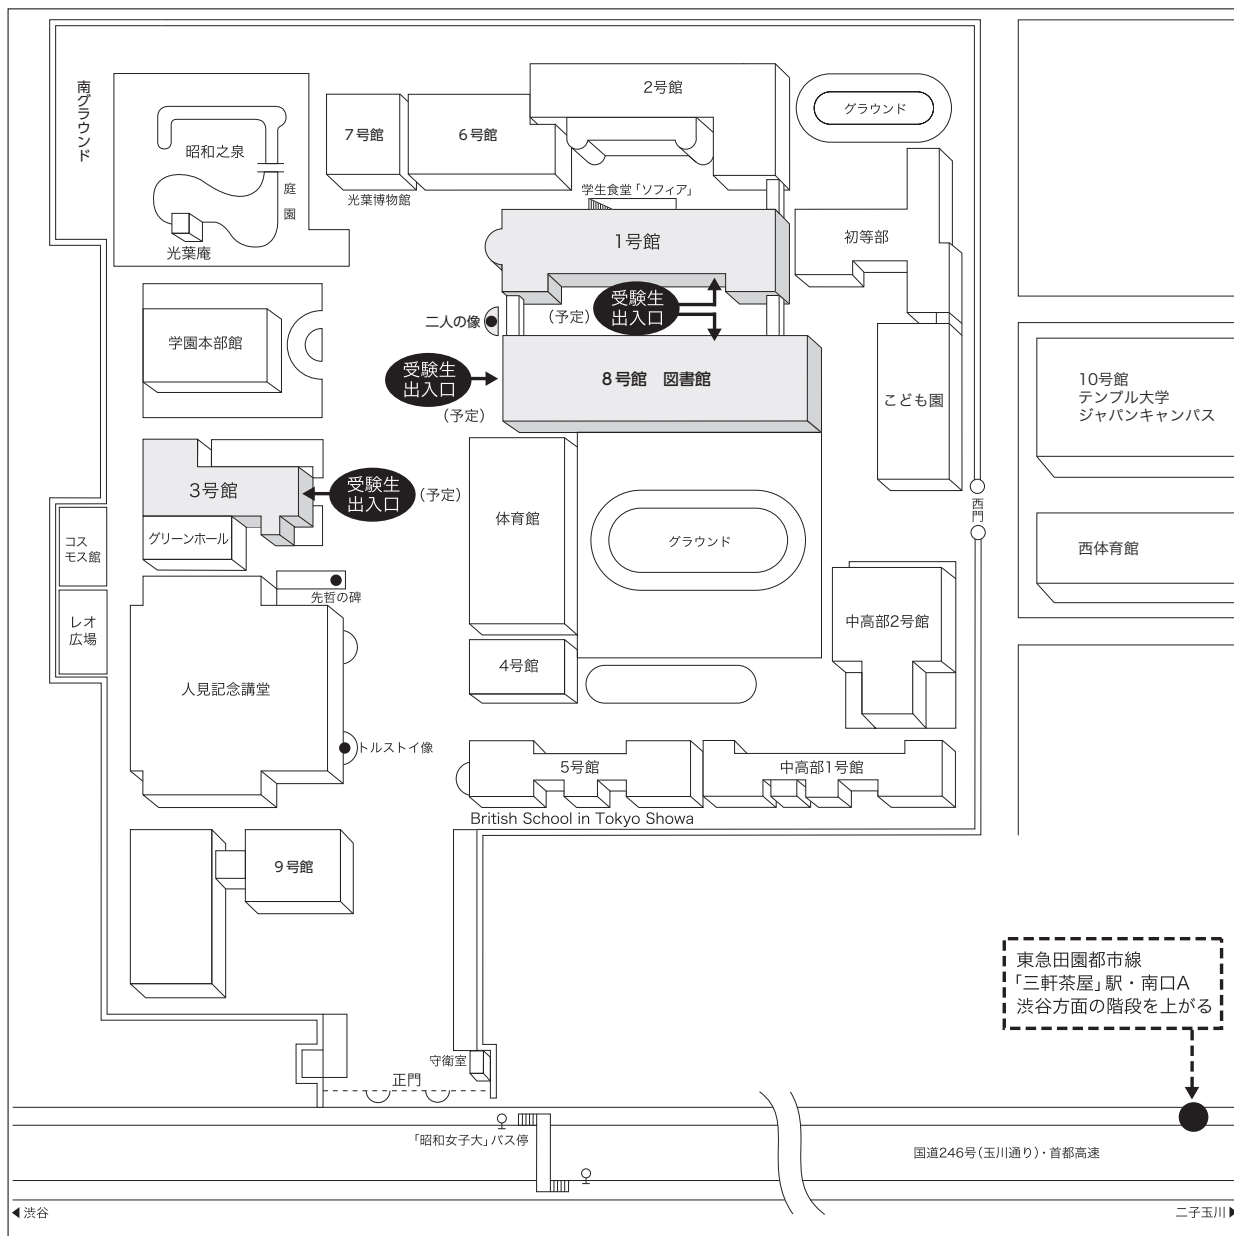 南グラウンド
昭和之泉
庭園
光葉庵
7号館
6号館
光葉博物館
2号館
グラウンド
学生食堂「ソフィア」
1号館
初等部
二人の像
(予定)
受験生
出入口
学園本部館
受験生
出入口
(予定)
8号館 図書館
こども園
10号館
テンプル大学
ジャパンキャンパス
3号館
受験生
出入口
(予定)
グリーンホール
コス
モス館
レオ
広場
先哲の碑
体育館
グラウンド
西門
西体育館
4号館
中高部2号館
人見記念講堂
トルストイ像
5号館
中高部1号館
British School in Tokyo Showa
9号館
東急田園都市線
「三軒茶屋」駅・南口A
渋谷方面の階段を上がる
守衛室
正門
「昭和女子大」バス停
国道246号(玉川通り)・首都高速
◀渋谷
二子玉川▶